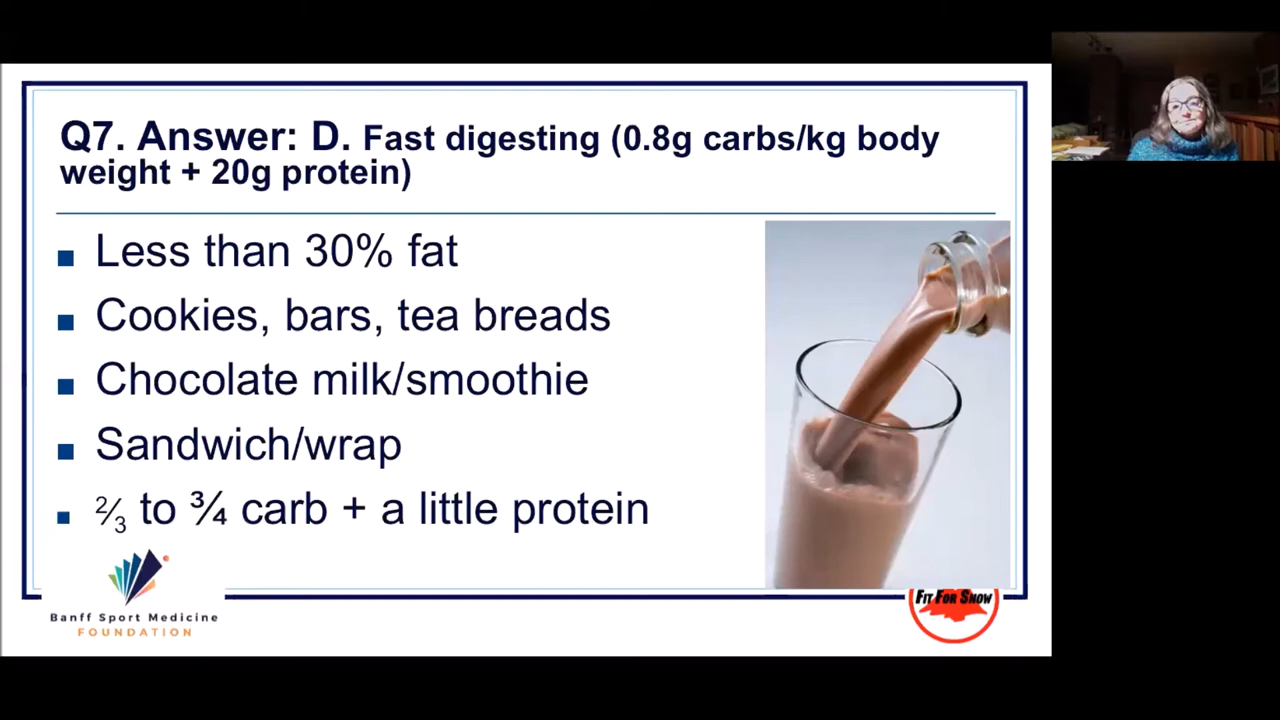 Q7. Answer: D. Fast digesting (0.8g carbs/kg body
weight + 20g protein)
Less than 30% fat
Cookies, bars, tea breads
Chocolate milk/smoothie
Sandwich/wrap
⅔ to ¾ carb + a little protein
Banff Sport Medicine
FOUNDATION
FIT FOR SNOW